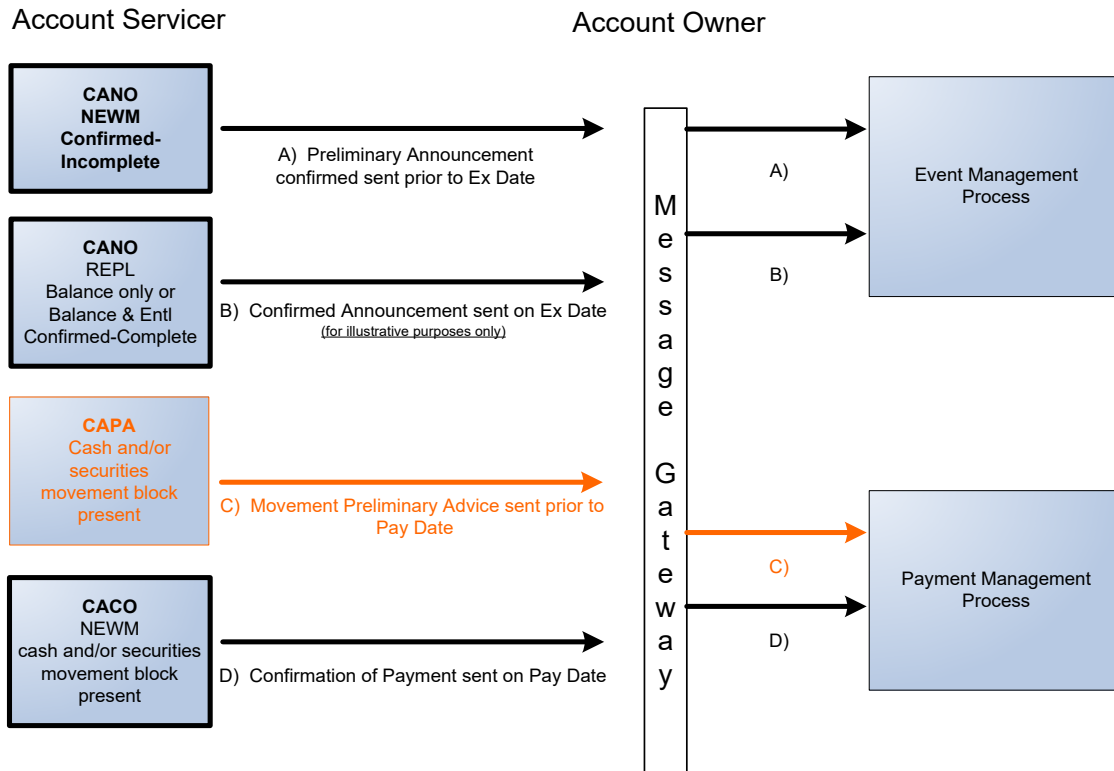 Account Servicer
Account Owner
CANO
NEWM
Confirmed-
Incomplete
A) Preliminary Announcement
confirmed sent prior to Ex Date
A)
Event Management
Process
CANO
REPL
Balance only or
Balance & Entl
Confirmed-Complete
B) Confirmed Announcement sent on Ex Date
(for illustrative purposes only)
B)
Message Gateway
CAPA
Cash and/or
securities
movement block
present
C) Movement Preliminary Advice sent prior to
Pay Date
C)
Payment Management
Process
CACO
NEWM
cash and/or securities
movement block
present
D) Confirmation of Payment sent on Pay Date
D)